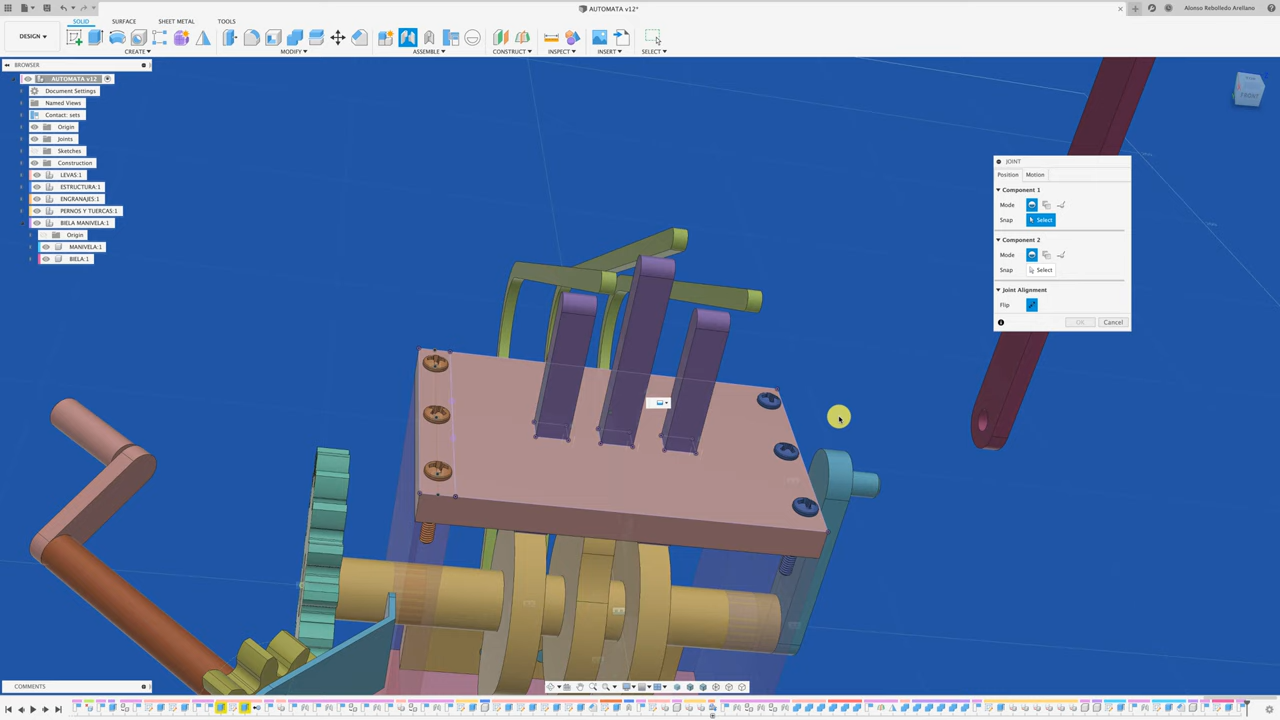 AUTOMATA v12*
Alonso Rebolledo Arellano
SOLID SURFACE SHEET METAL TOOLS
DESIGN ▾
CREATE ▾ MODIFY ▾ ASSEMBLE ▾ CONSTRUCT ▾ INSPECT ▾ INSERT ▾ SELECT ▾
BROWSER
AUTOMATA v12
Document Settings
Named Views
Contact: sets
Origin
Joints
Sketches
Construction
LEVAS:1
ESTRUCTURA:1
ENGRANAJES:1
PERNOS Y TUERCAS:1
BIELA MANIVELA:1
Origin
MANIVELA:1
BIELA:1
FRONT
JOINT
Position Motion
Component 1
Mode
Snap Select
Component 2
Mode
Snap Select
Joint Alignment
Flip
OK Cancel
COMMENTS